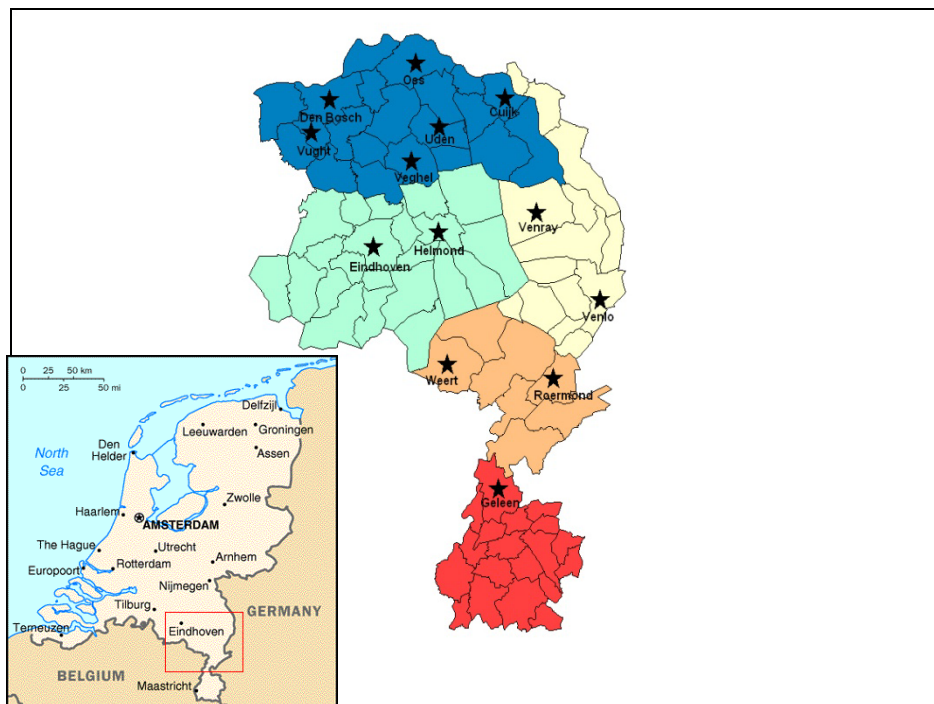 Oss
Den Bosch
Cuijk
Vught
Uden
Veghel
Venray
Helmond
Eindhoven
Venlo
Weert
Roermond
Geleen
0 25 50 km
0 25 50 mi
North
Sea
Den
Helder
Delfzijl
Leeuwarden
Groningen
Assen
Zwolle
Haarlem
AMSTERDAM
The Hague
Utrecht
Europoort
Rotterdam
Arnhem
Nijmegen
Tilburg
GERMANY
Terneuzen
Eindhoven
BELGIUM
Maastricht